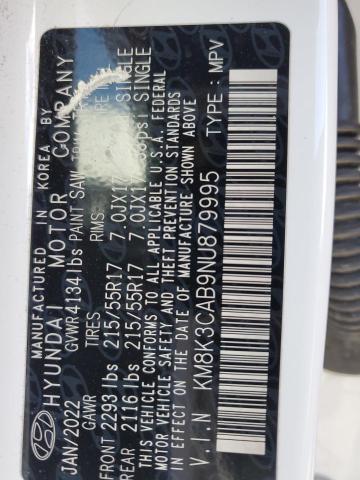 HYUNDAI MOTOR COMPANY
MANUFACTURED IN KOREA BY
JAN/2022 GVWR 4134 lbs PAINT SAW
GAWR TIRES RIMS
FRONT 2293 lbs 215/55R17 7.0JX17 SINGLE
REAR 2116 lbs 215/55R17 7.0JX17 psi SINGLE
THIS VEHICLE CONFORMS TO ALL APPLICABLE U.S.A. FEDERAL
MOTOR VEHICLE SAFETY AND THEFT PREVENTION STANDARDS
IN EFFECT ON THE DATE OF MANUFACTURE SHOWN ABOVE
V.I.N KM8K3CAB9NU879995 TYPE : MPV